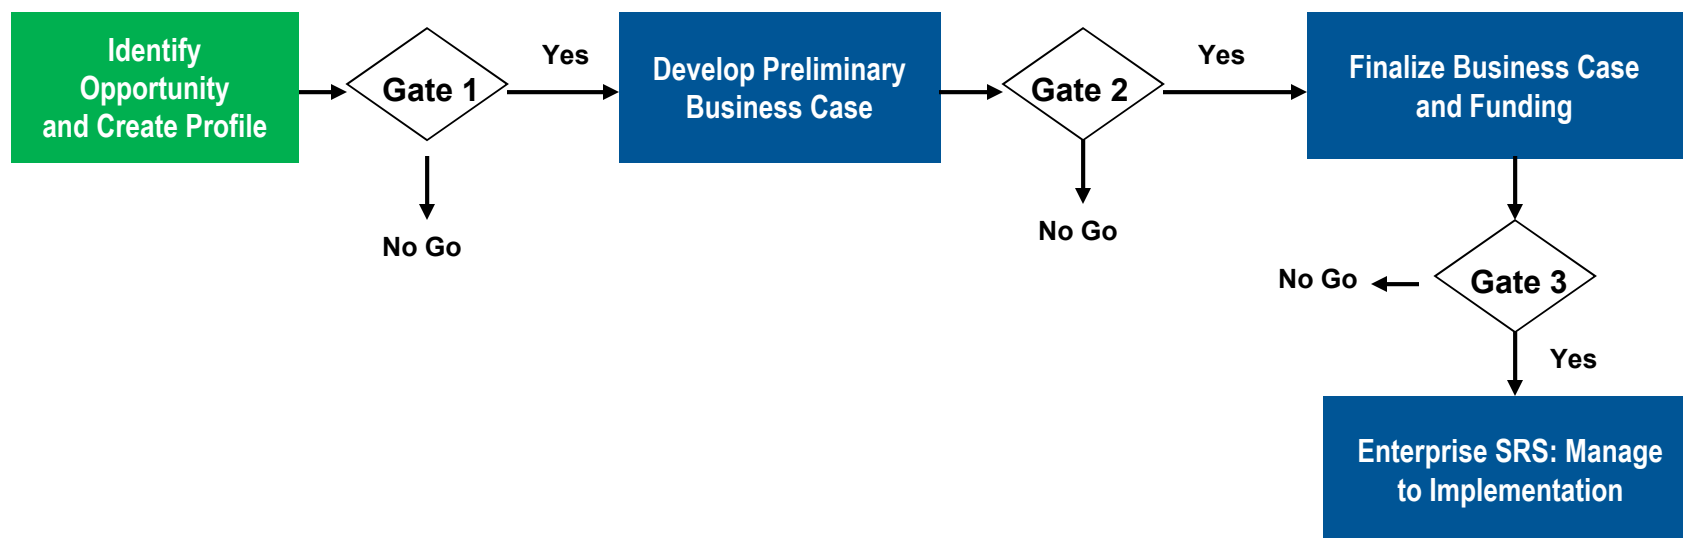 Identify
Opportunity
and Create Profile
Gate 1
Yes
No Go
Develop Preliminary
Business Case
Gate 2
Yes
No Go
Finalize Business Case
and Funding
Gate 3
No Go
Yes
Enterprise SRS: Manage
to Implementation